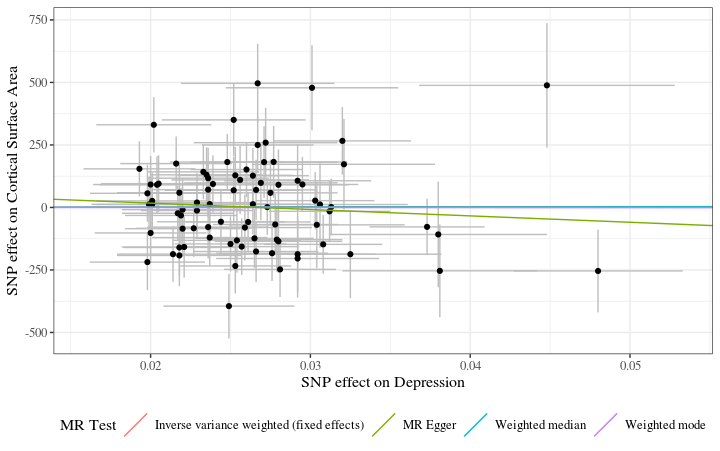 750
500
250
0
-250
-500
SNP effect on Cortical Surface Area
0.02 0.03 0.04 0.05
SNP effect on Depression
MR Test Inverse variance weighted (fixed effects) MR Egger Weighted median Weighted mode